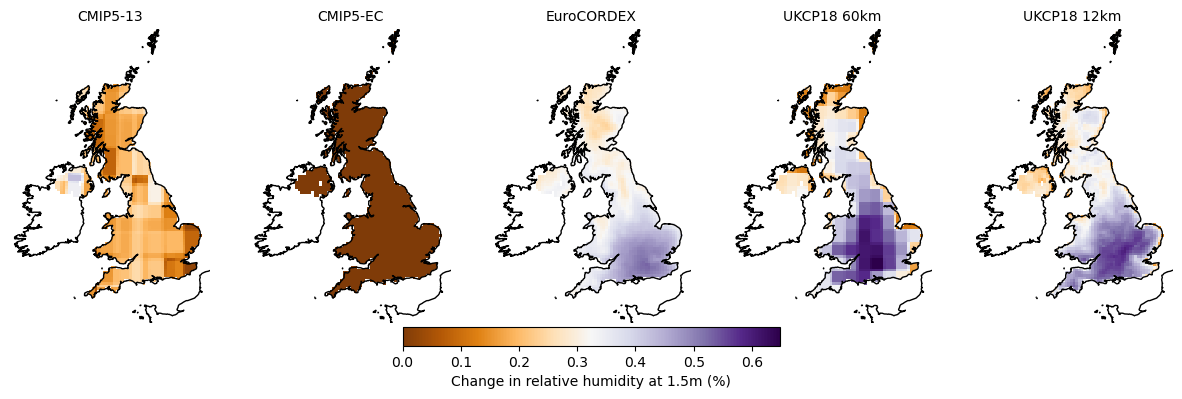 CMIP5-13 CMIP5-EC EuroCORDEX UKCP18 60km UKCP18 12km
0.0 0.1 0.2 0.3 0.4 0.5 0.6
Change in relative humidity at 1.5m (%)